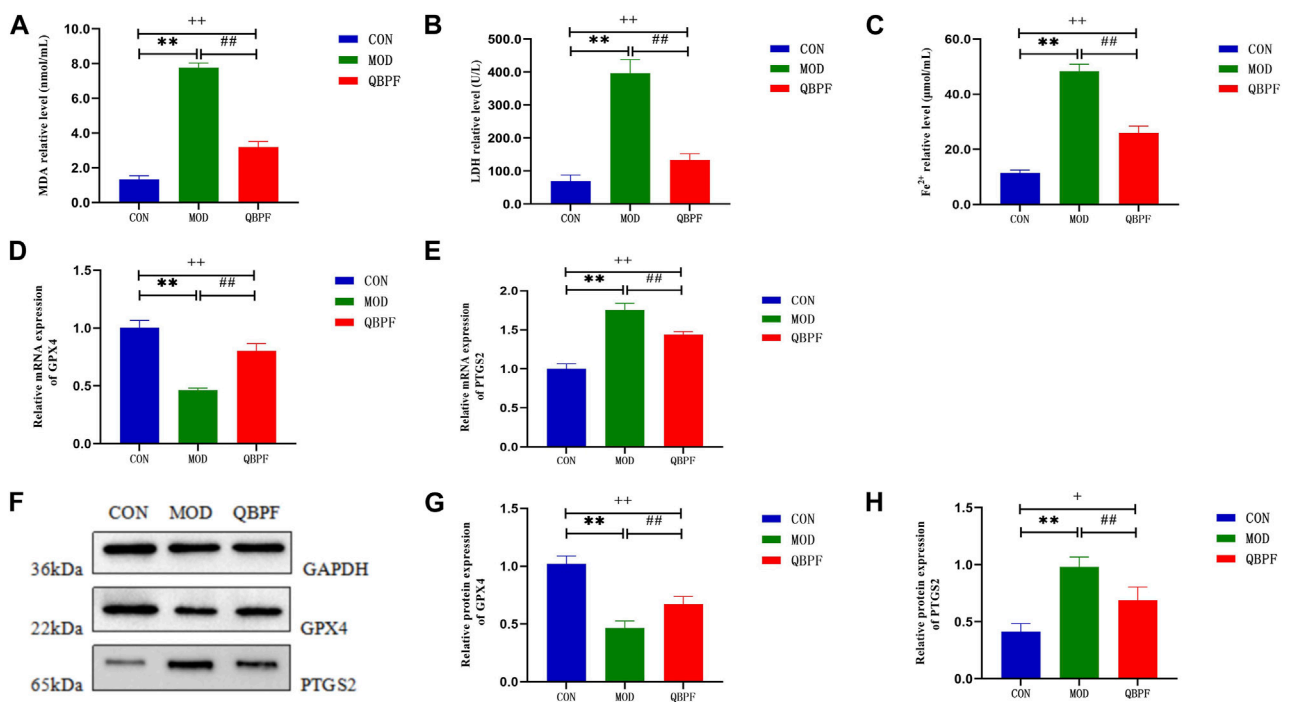 A
MDA relative level (nmol/mL)
10.0
8.0
6.0
4.0
2.0
0.0
++
** ##
CON MOD QBPF
CON
MOD
QBPF
B
LDH relative level (U/L)
500.0
400.0
300.0
200.0
100.0
0.0
++
** ##
CON MOD QBPF
CON
MOD
QBPF
C
Fe²⁺ relative level (μmol/mL)
60.0
40.0
20.0
0.0
++
** ##
CON MOD QBPF
CON
MOD
QBPF
D
Relative mRNA expression
of GPX4
1.5
1.0
0.5
0.0
++
** ##
CON MOD QBPF
CON
MOD
QBPF
E
Relative mRNA expression
of PTGS2
2.0
1.5
1.0
0.5
0.0
++
** ##
CON MOD QBPF
CON
MOD
QBPF
F
CON MOD QBPF
36kDa GAPDH
22kDa GPX4
65kDa PTGS2
G
Relative protein expression
of GPX4
1.5
1.0
0.5
0.0
++
** ##
CON MOD QBPF
CON
MOD
QBPF
H
Relative protein expression
of PTGS2
1.5
1.0
0.5
0.0
+
** ##
CON MOD QBPF
CON
MOD
QBPF